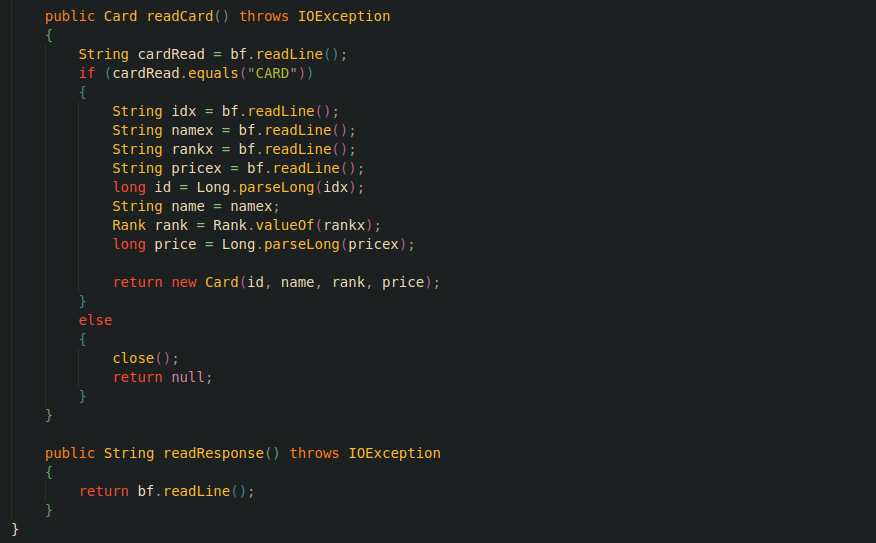 public Card readCard() throws IOException
{
String cardRead = bf.readLine();
if (cardRead.equals("CARD"))
{
String idx = bf.readLine();
String namex = bf.readLine();
String rankx = bf.readLine();
String pricex = bf.readLine();
long id = Long.parseLong(idx);
String name = namex;
Rank rank = Rank.valueOf(rankx);
long price = Long.parseLong(pricex);
return new Card(id, name, rank, price);
}
else
{
close();
return null;
}
}
public String readResponse() throws IOException
{
return bf.readLine();
}
}